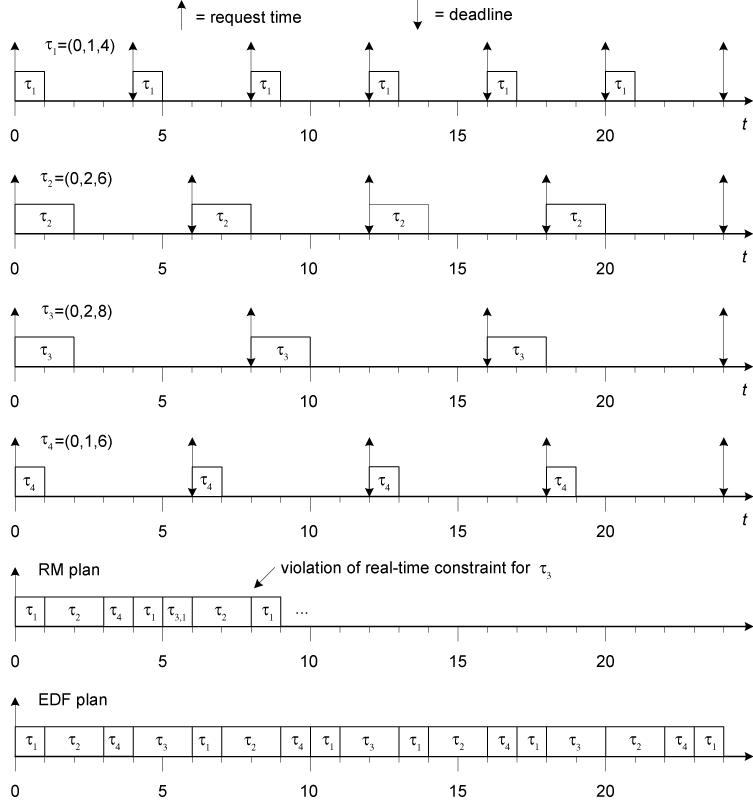 = request time = deadline
τ1=(0,1,4)
τ1 τ1 τ1 τ1 τ1 τ1
0 5 10 15 20 t
τ2=(0,2,6)
τ2 τ2 τ2 τ2
0 5 10 15 20 t
τ3=(0,2,8)
τ3 τ3 τ3
0 5 10 15 20 t
τ4=(0,1,6)
τ4 τ4 τ4 τ4
0 5 10 15 20 t
RM plan violation of real-time constraint for τ3
τ1 τ2 τ4 τ1 τ3,1 τ2 τ1 ...
0 5 10 15 20
EDF plan
τ1 τ2 τ4 τ3 τ1 τ2 τ4 τ1 τ3 τ1 τ2 τ4 τ1 τ3 τ2 τ4 τ1
0 5 10 15 20